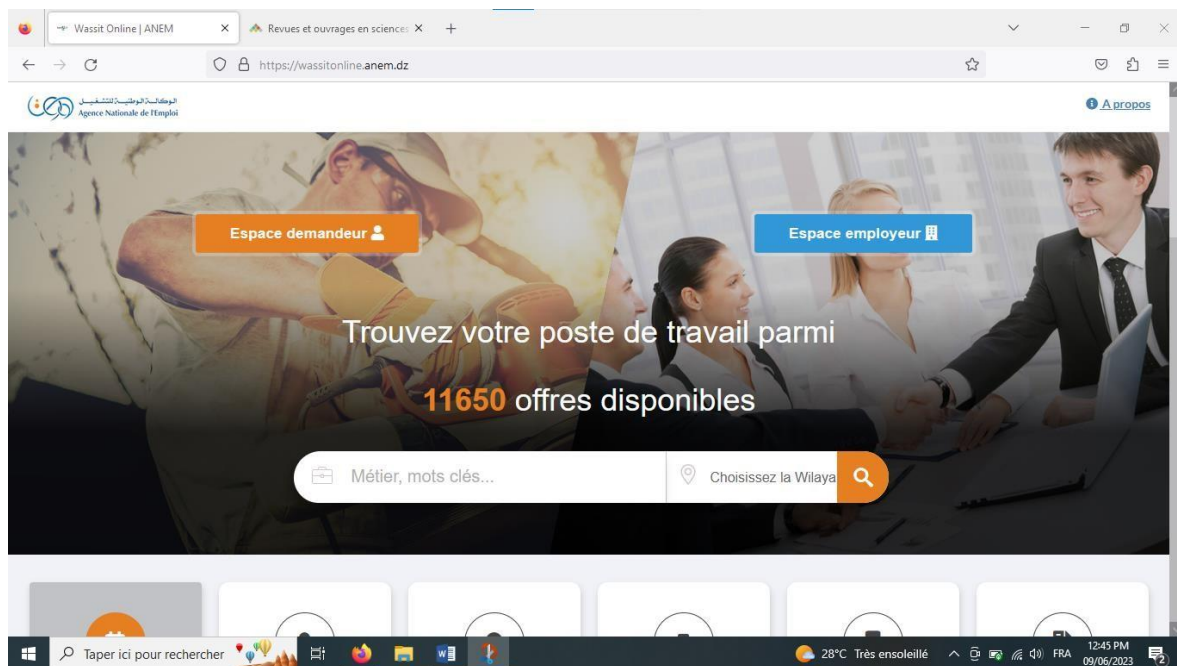 Wassit Online | ANEM
Revues et ouvrages en sciences
https://wassitonline.anem.dz
الوكالة الوطنية للتشغيل
Agence Nationale de l'Emploi
A propos
Espace demandeur
Espace employeur
Trouvez votre poste de travail parmi
11650 offres disponibles
Métier, mots clés...
Choisissez la Wilaya
Taper ici pour rechercher
28°C Très ensoleillé
FRA
12:45 PM
09/06/2023
2